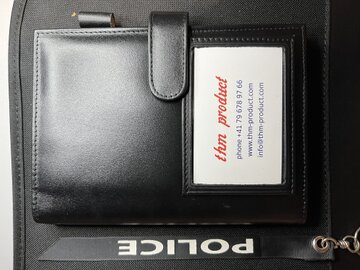 thm product
phone +41 79 678 97 66
www.thm-product.com
info@thm-product.com
POLICE